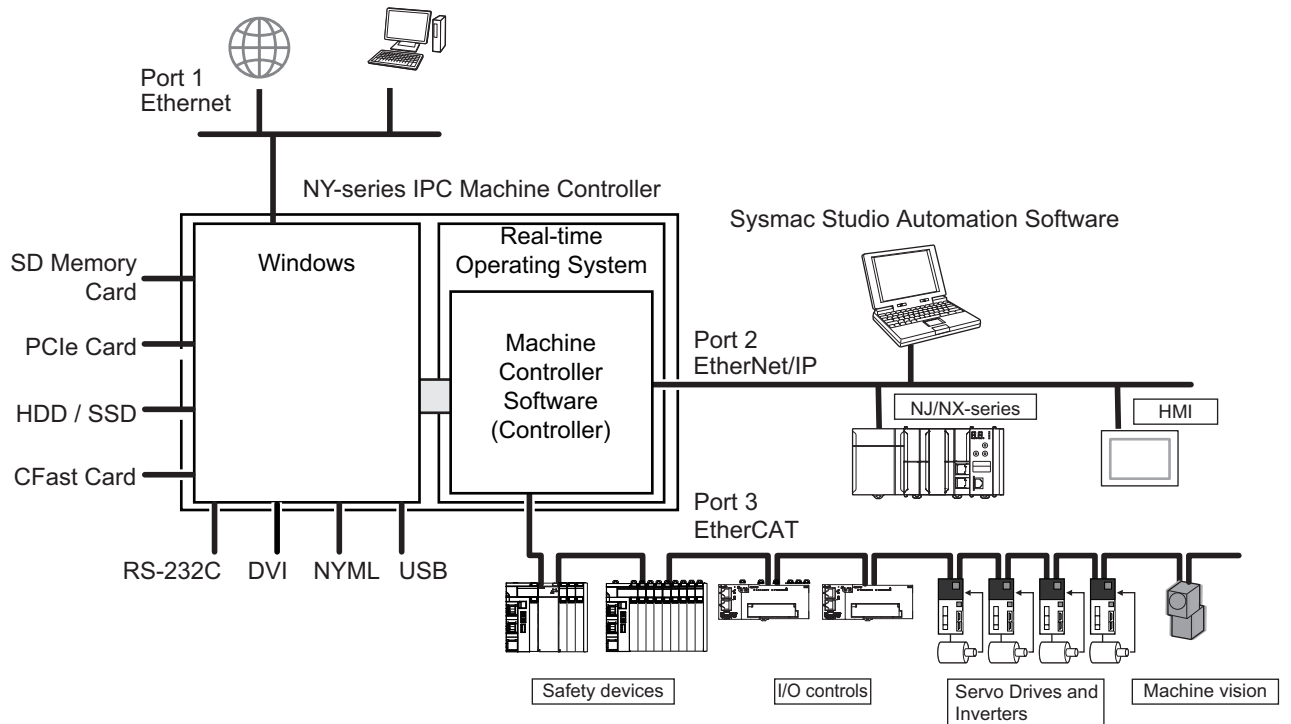 Port 1
Ethernet
NY-series IPC Machine Controller
Sysmac Studio Automation Software
Windows
Real-time
Operating System
SD Memory
Card
PCIe Card
HDD / SSD
CFast Card
Machine
Controller
Software
(Controller)
Port 2
EtherNet/IP
NJ/NX-series
HMI
Port 3
EtherCAT
RS-232C
DVI
NYML
USB
Safety devices
I/O controls
Servo Drives and
Inverters
Machine vision